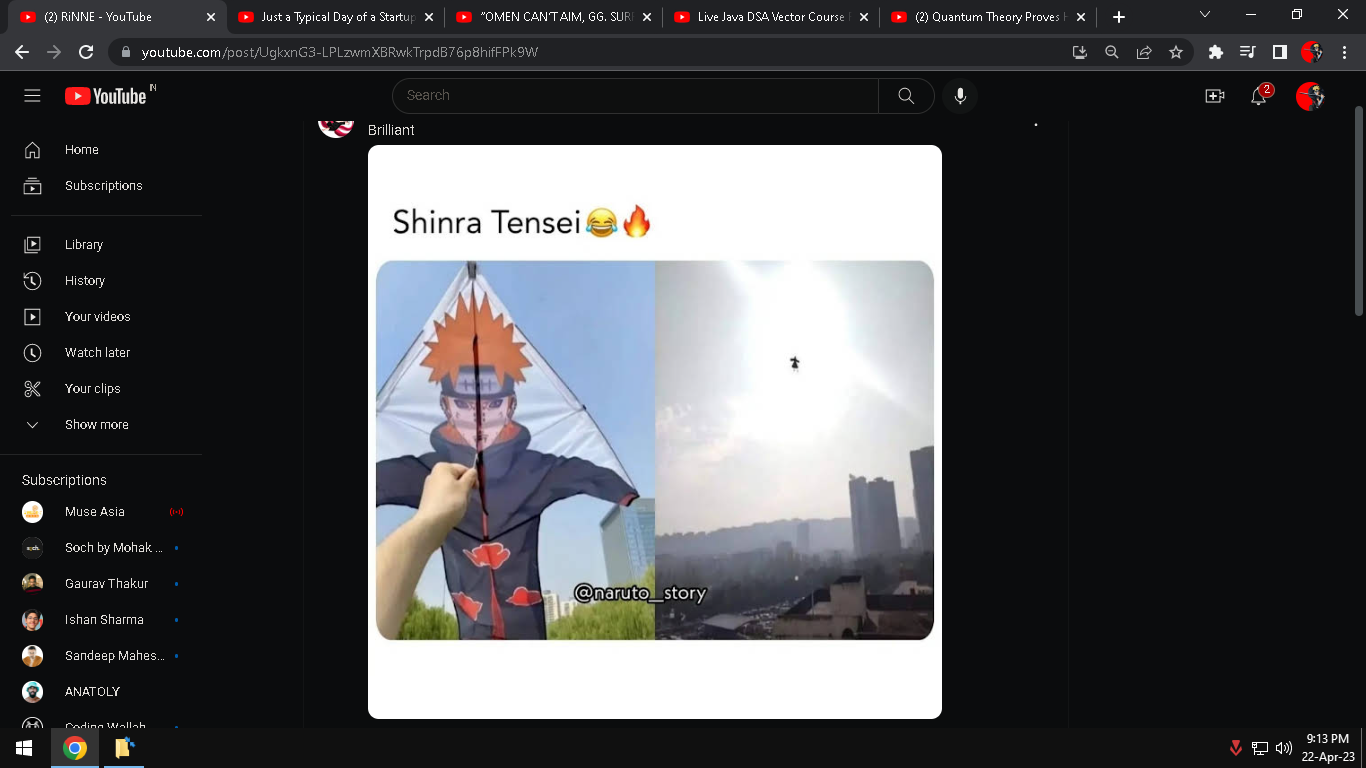 (2) RiNNE - YouTube
Just a Typical Day of a Startup
"OMEN CAN'T AIM, GG. SURI
Live Java DSA Vector Course
(2) Quantum Theory Proves
youtube.com/post/UgkxnG3-LPLzwmXBRwkTrpdB76p8hifFPk9W
YouTube IN
Search
2
Home
Subscriptions
Library
History
Your videos
Watch later
Your clips
Show more
Subscriptions
Muse Asia
Soch by Mohak ...
Gaurav Thakur
Ishan Sharma
Sandeep Mahes...
ANATOLY
Coding Wallah
Brilliant
Shinra Tensei😂🔥
@naruto_story
9:13 PM
22-Apr-23